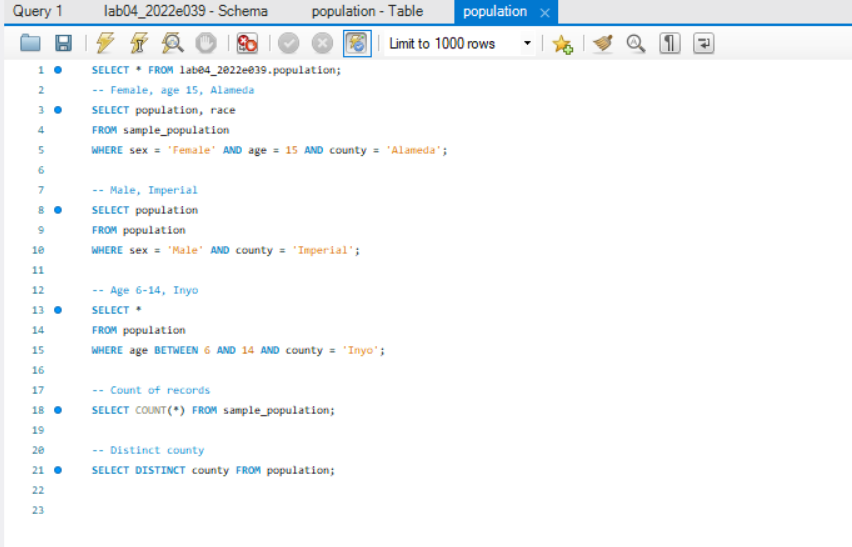 Query 1 lab04_2022e039 - Schema population - Table population
Limit to 1000 rows
1 SELECT * FROM lab04_2022e039.population;
2 -- Female, age 15, Alameda
3 SELECT population, race
4 FROM sample_population
5 WHERE sex = 'Female' AND age = 15 AND county = 'Alameda';
6
7 -- Male, Imperial
8 SELECT population
9 FROM population
10 WHERE sex = 'Male' AND county = 'Imperial';
11
12 -- Age 6-14, Inyo
13 SELECT *
14 FROM population
15 WHERE age BETWEEN 6 AND 14 AND county = 'Inyo';
16
17 -- Count of records
18 SELECT COUNT(*) FROM sample_population;
19
20 -- Distinct county
21 SELECT DISTINCT county FROM population;
22
23